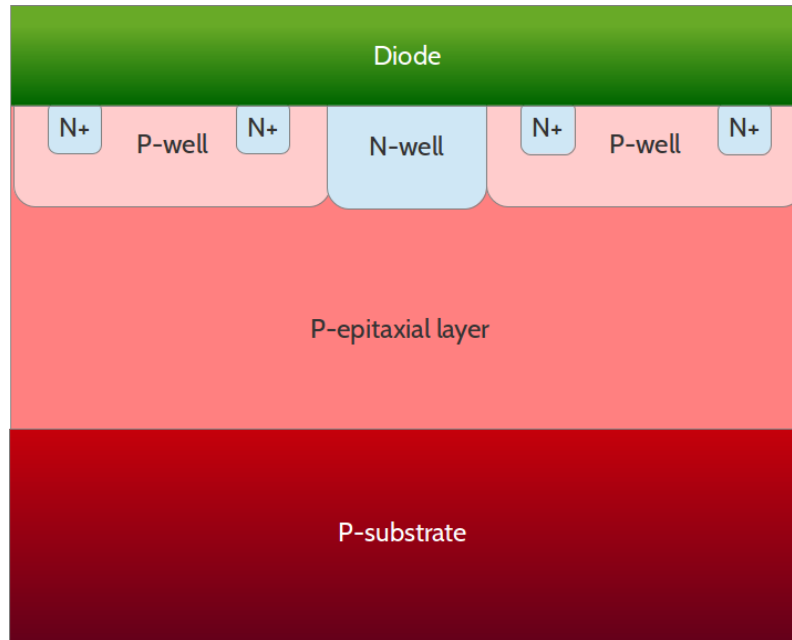 Diode
N+
P-well
N+
N-well
N+
P-well
N+
P-epitaxial layer
P-substrate